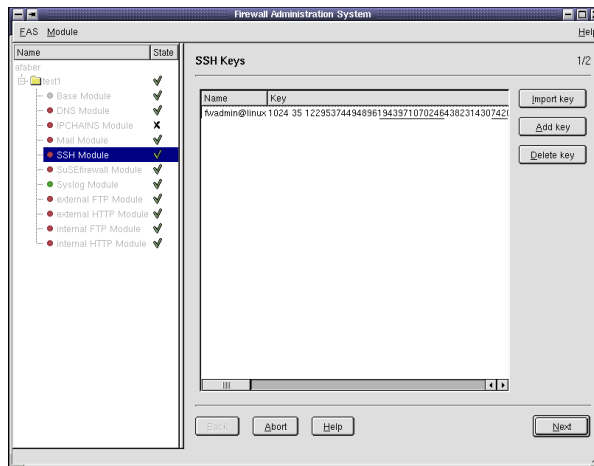 Firewall Administration System
FAS Module Help
Name State
afaber
test1
Base Module
DNS Module
IPCHAINS Module
Mail Module
SSH Module
SuSEfirewall Module
Syslog Module
external FTP Module
external HTTP Module
internal FTP Module
internal HTTP Module
SSH Keys 1/2
Name Key
fwadmin@linux 1024 35 12295374494896194397107024643823143074
Import key
Add key
Delete key
Back Abort Help Next